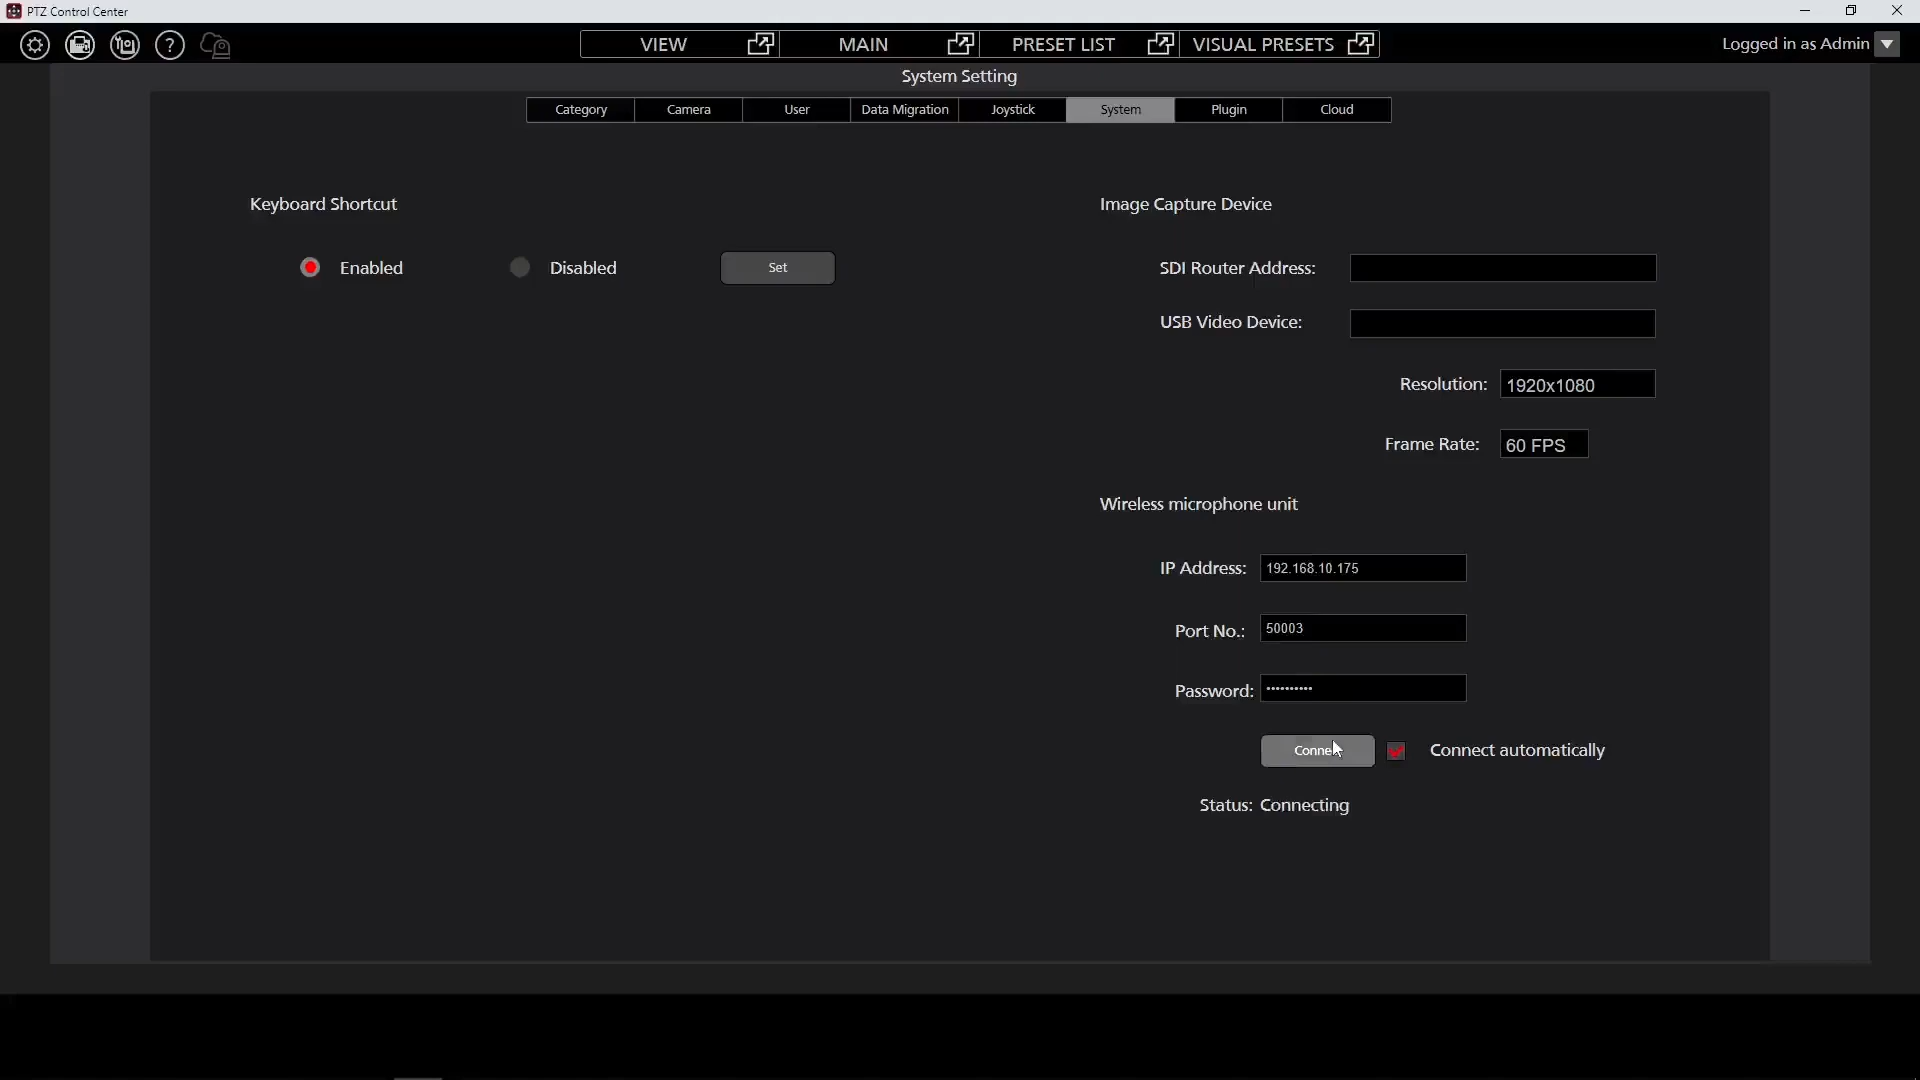 PTZ Control Center
VIEW MAIN PRESET LIST VISUAL PRESETS Logged in as Admin
System Setting
Category Camera User Data Migration Joystick System Plugin Cloud
Keyboard Shortcut
Enabled Disabled Set
Image Capture Device
SDI Router Address:
USB Video Device:
Resolution: 1920x1080
Frame Rate: 60 FPS
Wireless microphone unit
IP Address: 192.168.10.175
Port No.: 50003
Password: ••••••••••
Connect automatically
Status: Connecting